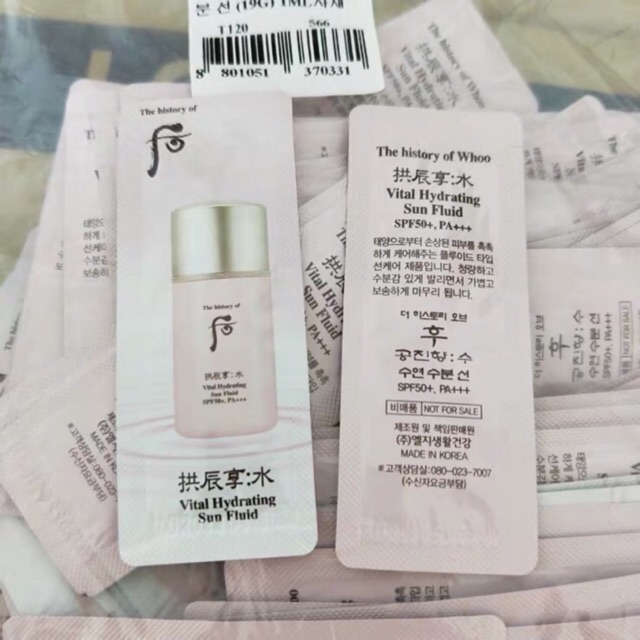 분 선 (19G) 1ML사재
T120 566
8 801051 370331
The history of
后
The history of
后
拱辰享:水
Vital Hydrating
Sun Fluid
SPF50+, PA+++
拱辰享:水
Vital Hydrating
Sun Fluid
The history of Whoo
拱辰享:水
Vital Hydrating
Sun Fluid
SPF50+, PA+++
태양으로부터 손상된 피부를 촉촉
하게 케어해주는 플루이드 타입
선케어 제품입니다. 청량하고
수분감 있게 발리면서 가볍고
보송하게 마무리 됩니다.
더 히스토리 오브
후
공진향:수
수연 수분 선
SPF50+, PA+++
비매품 NOT FOR SALE
제조원 및 책임판매원
(주)엘지생활건강
MADE IN KOREA
※고객상담실:080-023-7007
(수신자요금부담)